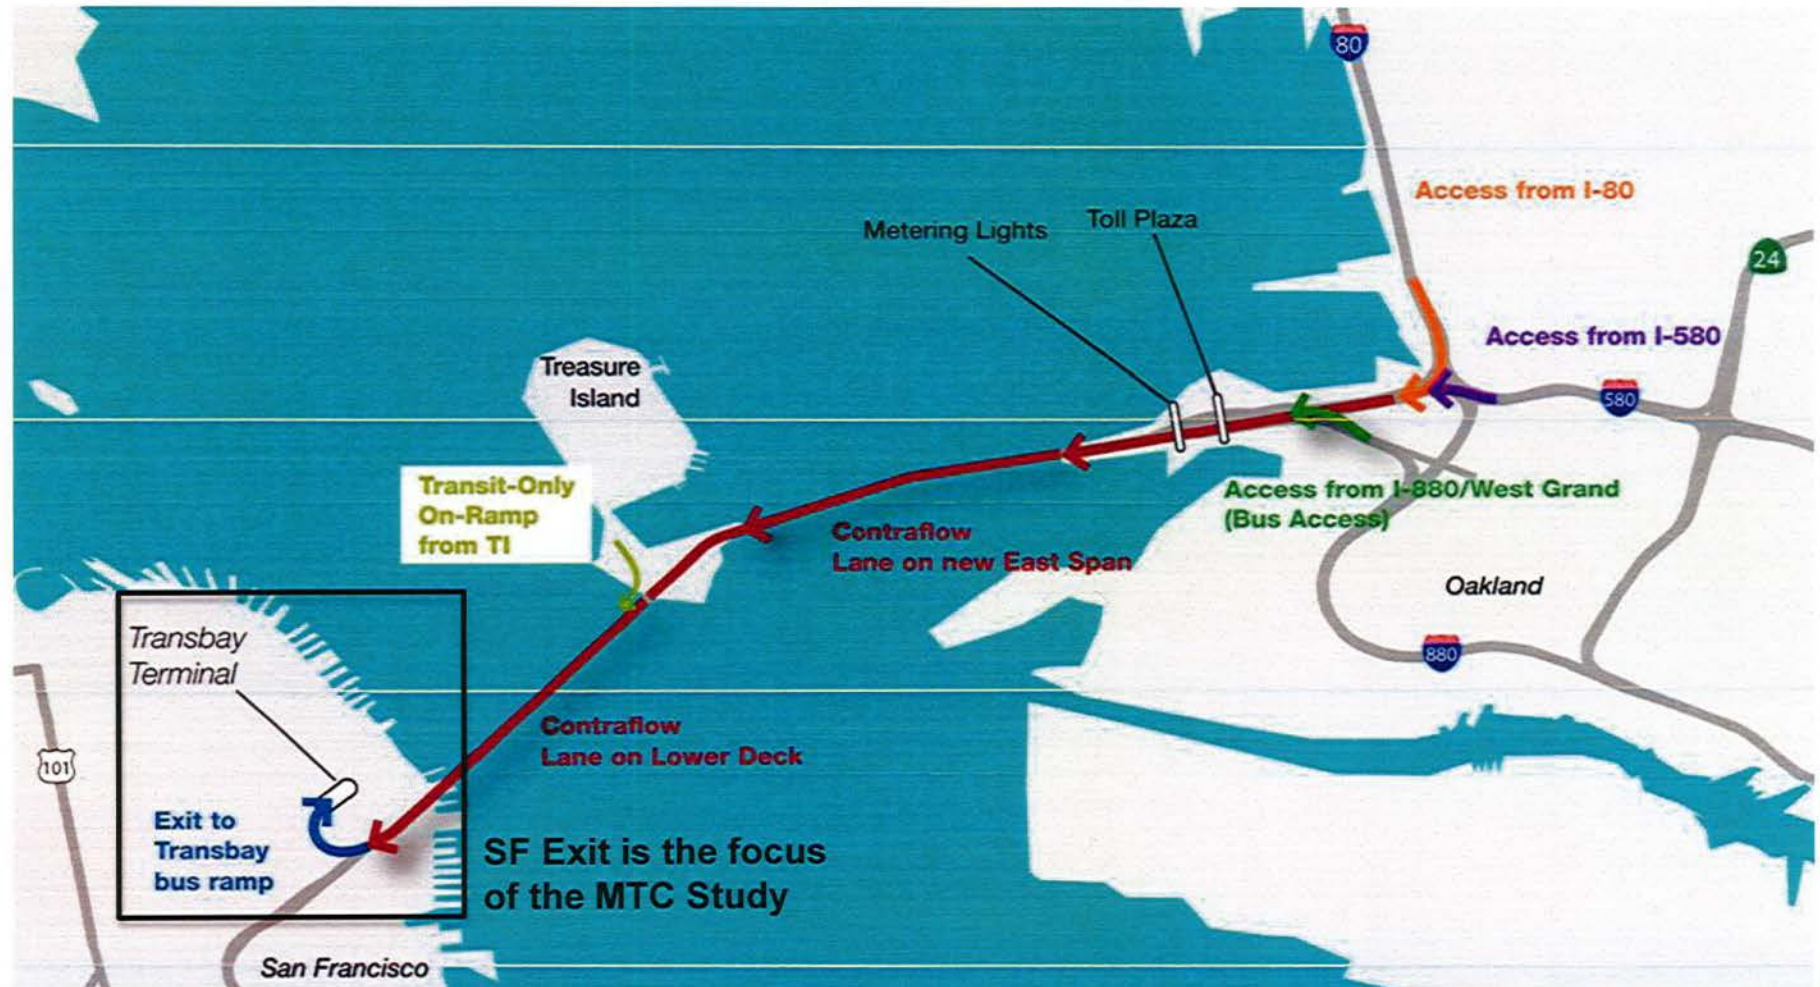 80
Access from I-80
Metering Lights
Toll Plaza
24
Access from I-580
580
Treasure
Island
Transit-Only
On-Ramp
from TI
Access from I-880/West Grand
(Bus Access)
Contraflow
Lane on new East Span
Oakland
880
Transbay
Terminal
Contraflow
Lane on Lower Deck
101
Exit to
Transbay
bus ramp
SF Exit is the focus
of the MTC Study
San Francisco